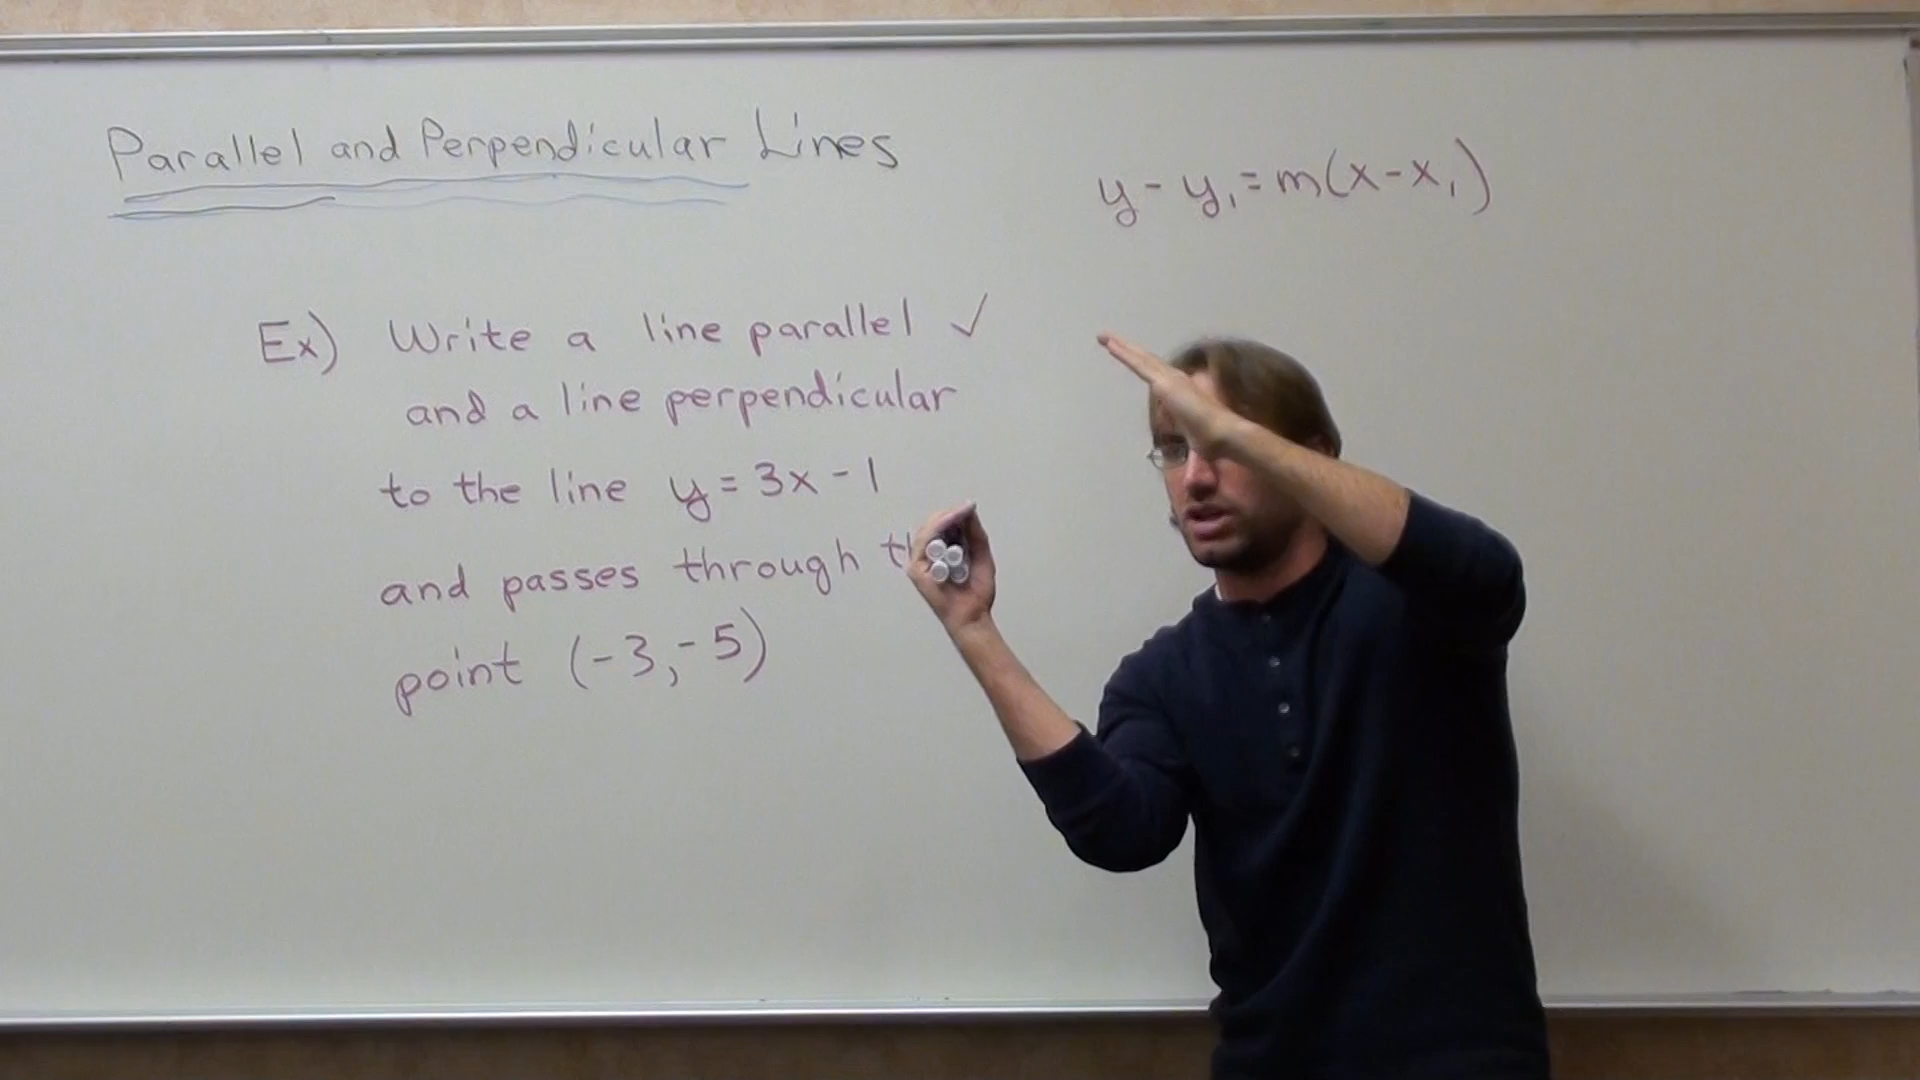 Parallel and Perpendicular Lines
y - y₁ = m(x - x₁)
Ex) Write a line parallel ✓
and a line perpendicular
to the line y = 3x - 1
and passes through
point (-3, -5)